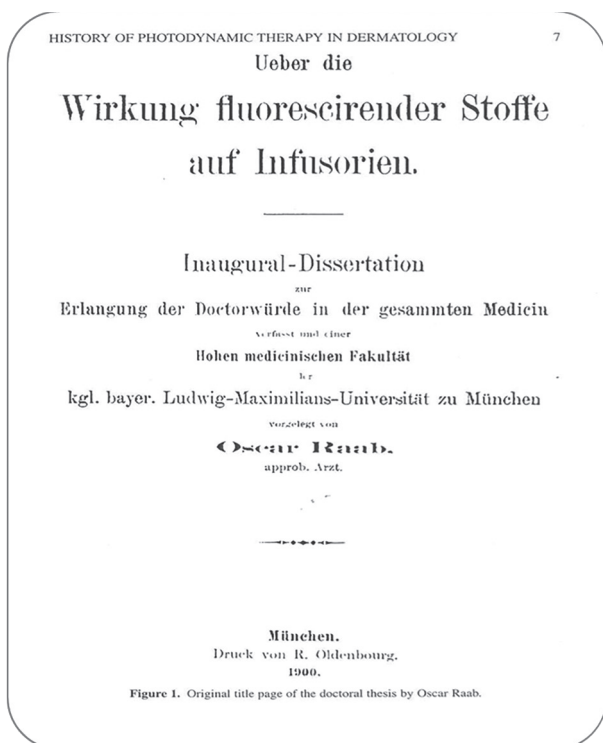 HISTORY OF PHOTODYNAMIC THERAPY IN DERMATOLOGY 7
Ueber die
Wirkung fluorescirender Stoffe
auf Infusorien.
Inaugural-Dissertation
zur
Erlangung der Doctorwürde in der gesammten Medicin
verfasst und einer
Hohen medicinischen Fakultät
der
kgl. bayer. Ludwig-Maximilians-Universität zu München
vorgelegt von
Oscar Raab.
approb. Arzt.
München.
Druck von R. Oldenbourg.
1900.
Figure 1. Original title page of the doctoral thesis by Oscar Raab.